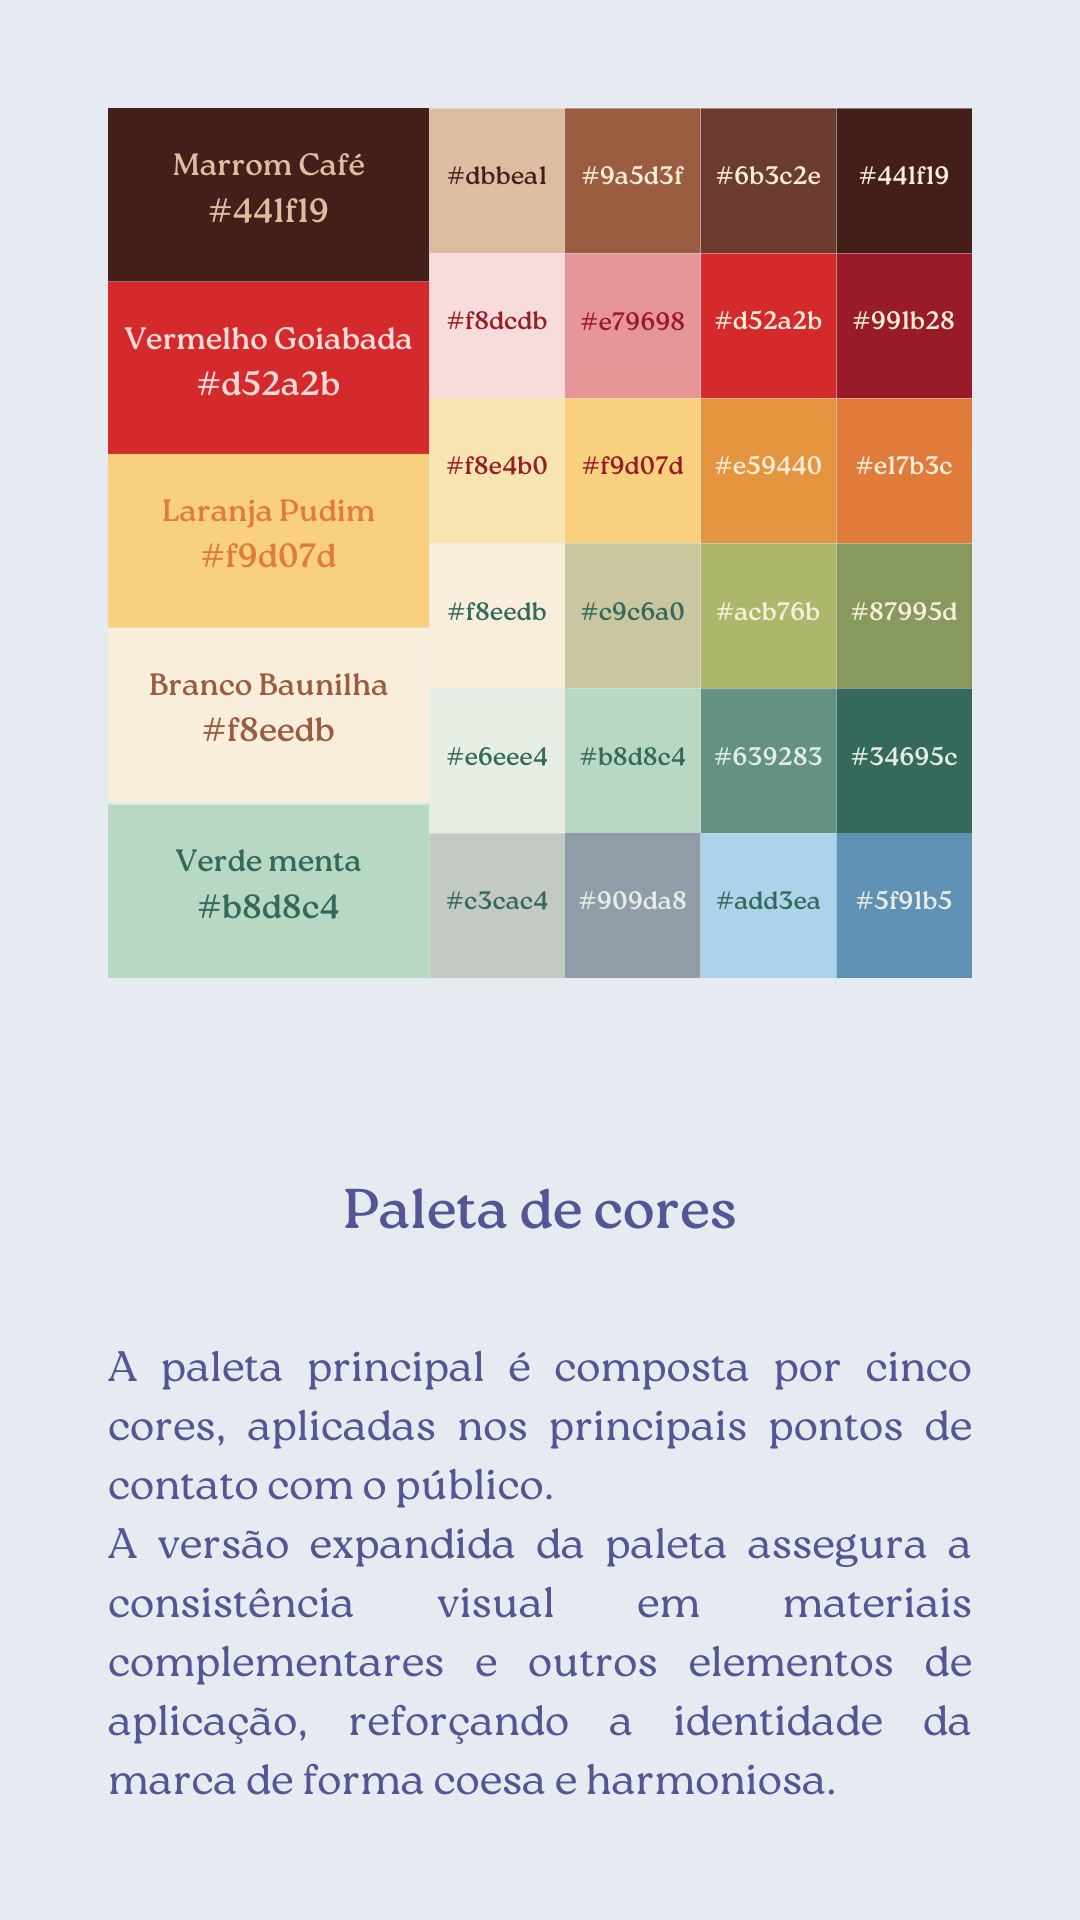 Marrom Café
#441f19
Vermelho Goiabada
#d52a2b
Laranja Pudim
#f9d07d
Branco Baunilha
#f8eedb
Verde menta
#b8d8c4
#dbbea1 #9a5d3f #6b3c2e #441f19
#f8dcdb #e79698 #d52a2b #991b28
#f8e4b0 #f9d07d #e59440 #e17b3c
#f8eedb #c9c6a0 #acb76b #87995d
#e6eee4 #b8d8c4 #639283 #34695c
#c3cac4 #909da8 #add3ea #5f91b5
Paleta de cores
A paleta principal é composta por cinco
cores, aplicadas nos principais pontos de
contato com o público.
A versão expandida da paleta assegura a
consistência visual em materiais
complementares e outros elementos de
aplicação, reforçando a identidade da
marca de forma coesa e harmoniosa.